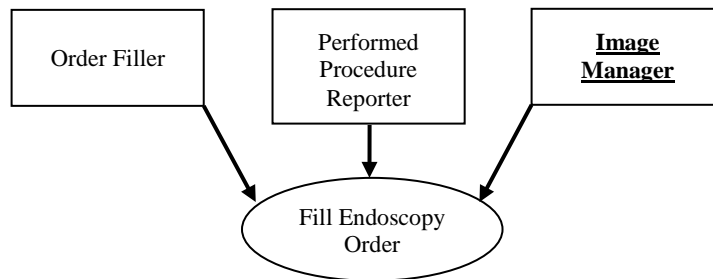 Order Filler
Performed
Procedure
Reporter
Image
Manager
Fill Endoscopy
Order